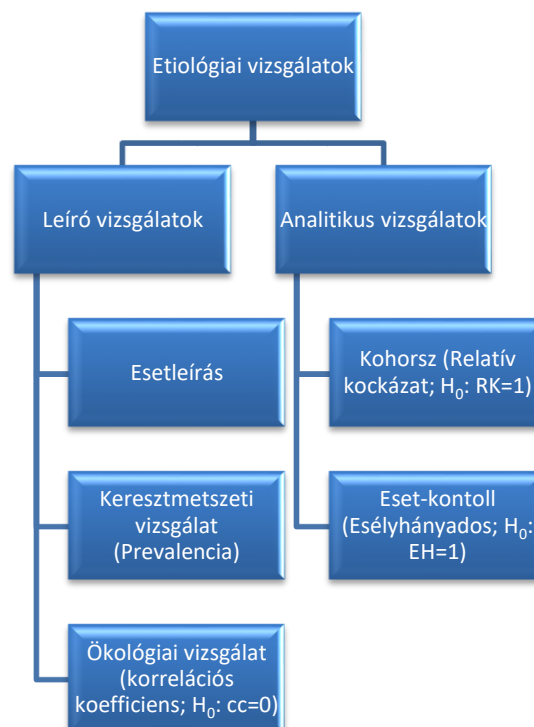 Etiológiai vizsgálatok
Leíró vizsgálatok
Analitikus vizsgálatok
Esetleírás
Kohorsz (Relatív
kockázat; H₀: RK=1)
Keresztmetszeti
vizsgálat
(Prevalencia)
Eset-kontoll
(Esélyhányados; H₀:
EH=1)
Ökológiai vizsgálat
(korrelációs
koefficiens; H₀: cc=0)